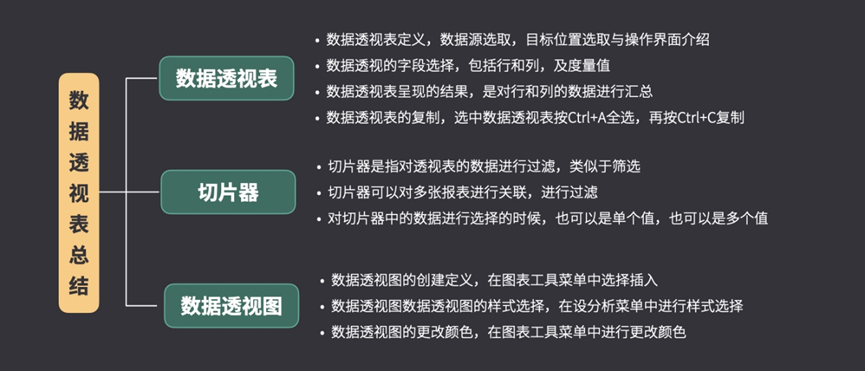 数据透视表总结
数据透视表
• 数据透视表定义，数据源选取，目标位置选取与操作界面介绍
• 数据透视的字段选择，包括行和列，及度量值
• 数据透视表呈现的结果，是对行和列的数据进行汇总
• 数据透视表的复制，选中数据透视表按Ctrl+A全选，再按Ctrl+C复制
切片器
• 切片器是指对透视表的数据进行过滤，类似于筛选
• 切片器可以对多张报表进行关联，进行过滤
• 对切片器中的数据进行选择的时候，也可以是单个值，也可以是多个值
数据透视图
• 数据透视图的创建定义，在图表工具菜单中选择插入
• 数据透视图数据透视图的样式选择，在设分析菜单中进行样式选择
• 数据透视图的更改颜色，在图表工具菜单中进行更改颜色